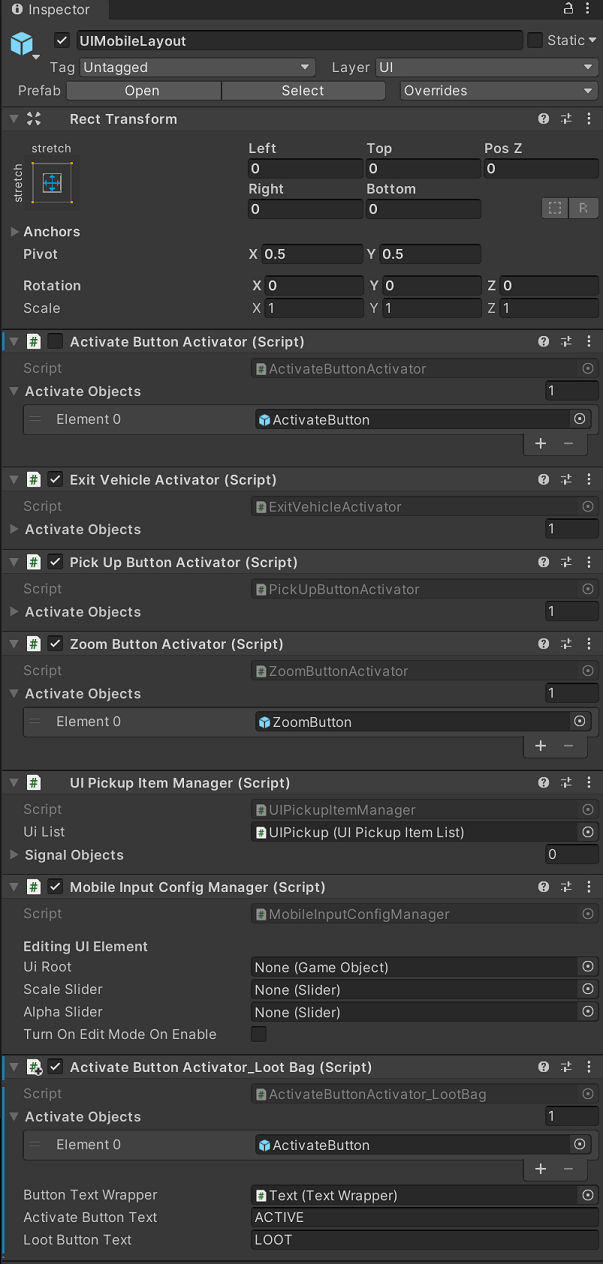 Inspector
UIMobileLayout
Static
Tag Untagged Layer UI
Prefab Open Select Overrides
Rect Transform
stretch
stretch
Left Top Pos Z
0 0 0
Right Bottom
0 0
R
Anchors
Pivot X 0.5 Y 0.5
Rotation X 0 Y 0 Z 0
Scale X 1 Y 1 Z 1
# Activate Button Activator (Script)
Script # ActivateButtonActivator
Activate Objects 1
Element 0 ActivateButton
+ −
# Exit Vehicle Activator (Script)
Script # ExitVehicleActivator
Activate Objects 1
# Pick Up Button Activator (Script)
Script # PickUpButtonActivator
Activate Objects 1
# Zoom Button Activator (Script)
Script # ZoomButtonActivator
Activate Objects 1
Element 0 ZoomButton
+ −
# UI Pickup Item Manager (Script)
Script # UIPickupItemManager
Ui List # UIPickup (UI Pickup Item List)
Signal Objects 0
# Mobile Input Config Manager (Script)
Script # MobileInputConfigManager
Editing UI Element
Ui Root None (Game Object)
Scale Slider None (Slider)
Alpha Slider None (Slider)
Turn On Edit Mode On Enable
# Activate Button Activator_Loot Bag (Script)
Script # ActivateButtonActivator_LootBag
Activate Objects 1
Element 0 ActivateButton
+ −
Button Text Wrapper # Text (Text Wrapper)
Activate Button Text ACTIVE
Loot Button Text LOOT